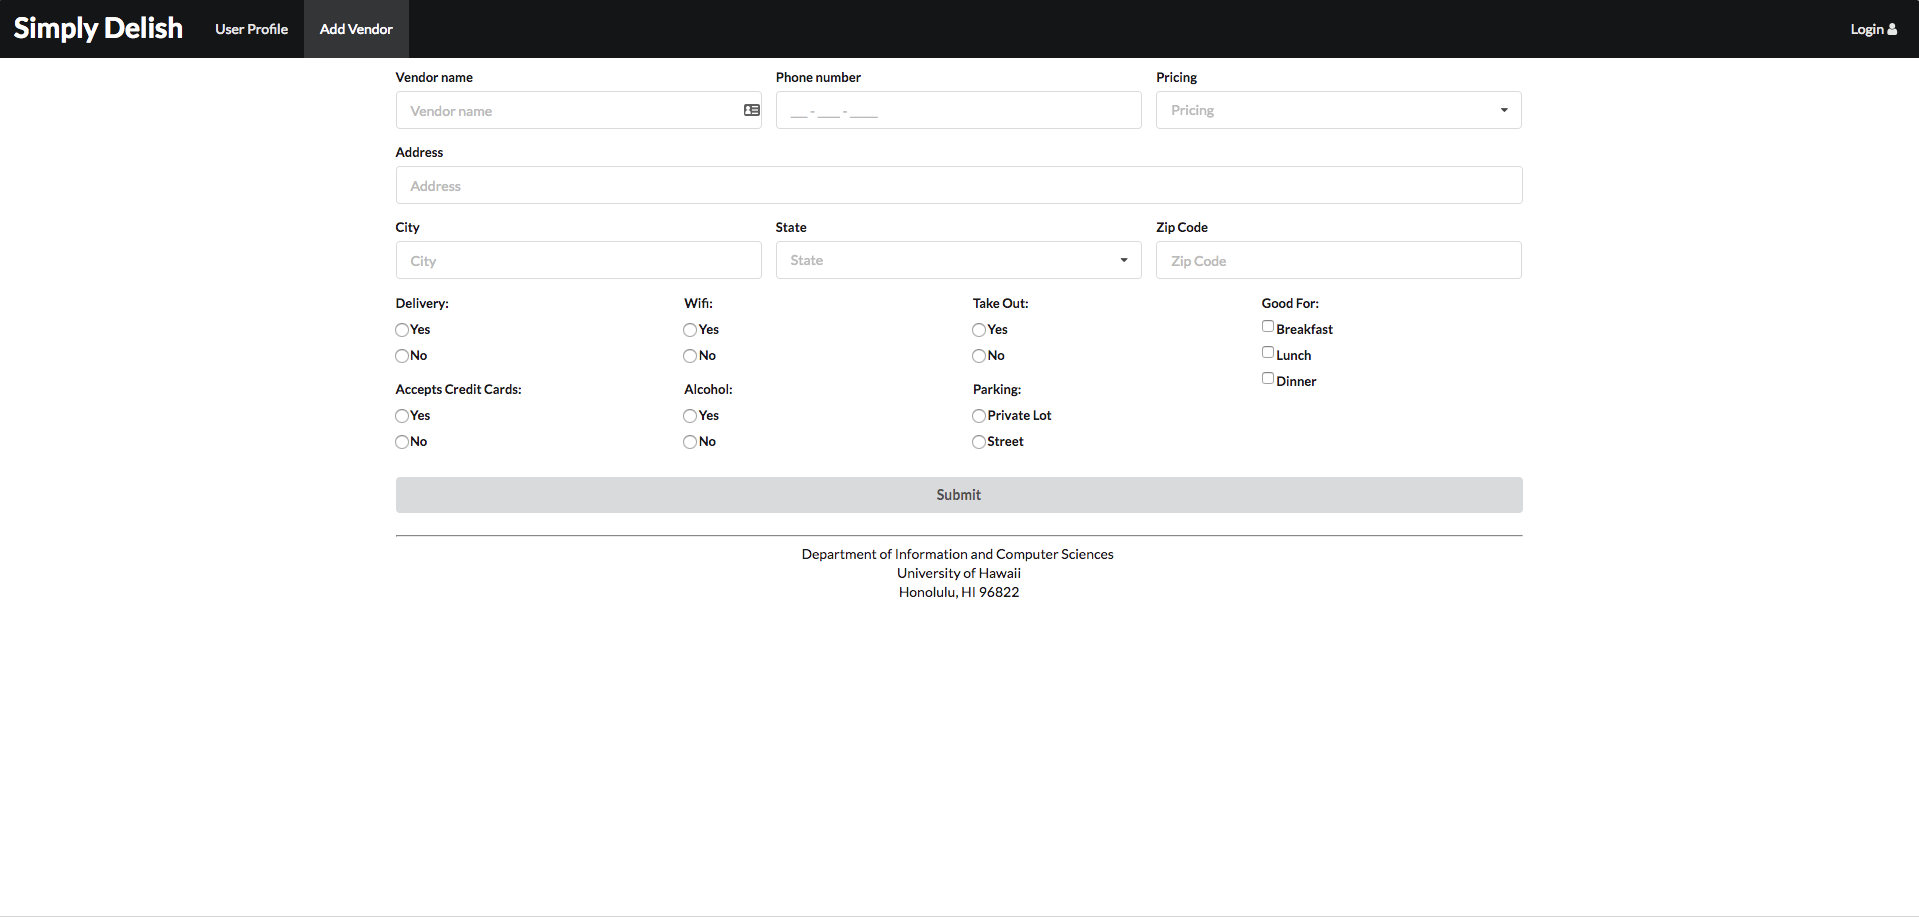 Simply Delish User Profile Add Vendor Login
Vendor name Phone number Pricing
Vendor name ___ - ____ - _____ Pricing
Address
Address
City State Zip Code
City State Zip Code
Delivery: Wifi: Take Out: Good For:
Yes Yes Yes Breakfast
No No No Lunch
Dinner
Accepts Credit Cards: Alcohol: Parking:
Yes Yes Private Lot
No No Street
Submit
Department of Information and Computer Sciences
University of Hawaii
Honolulu, HI 96822